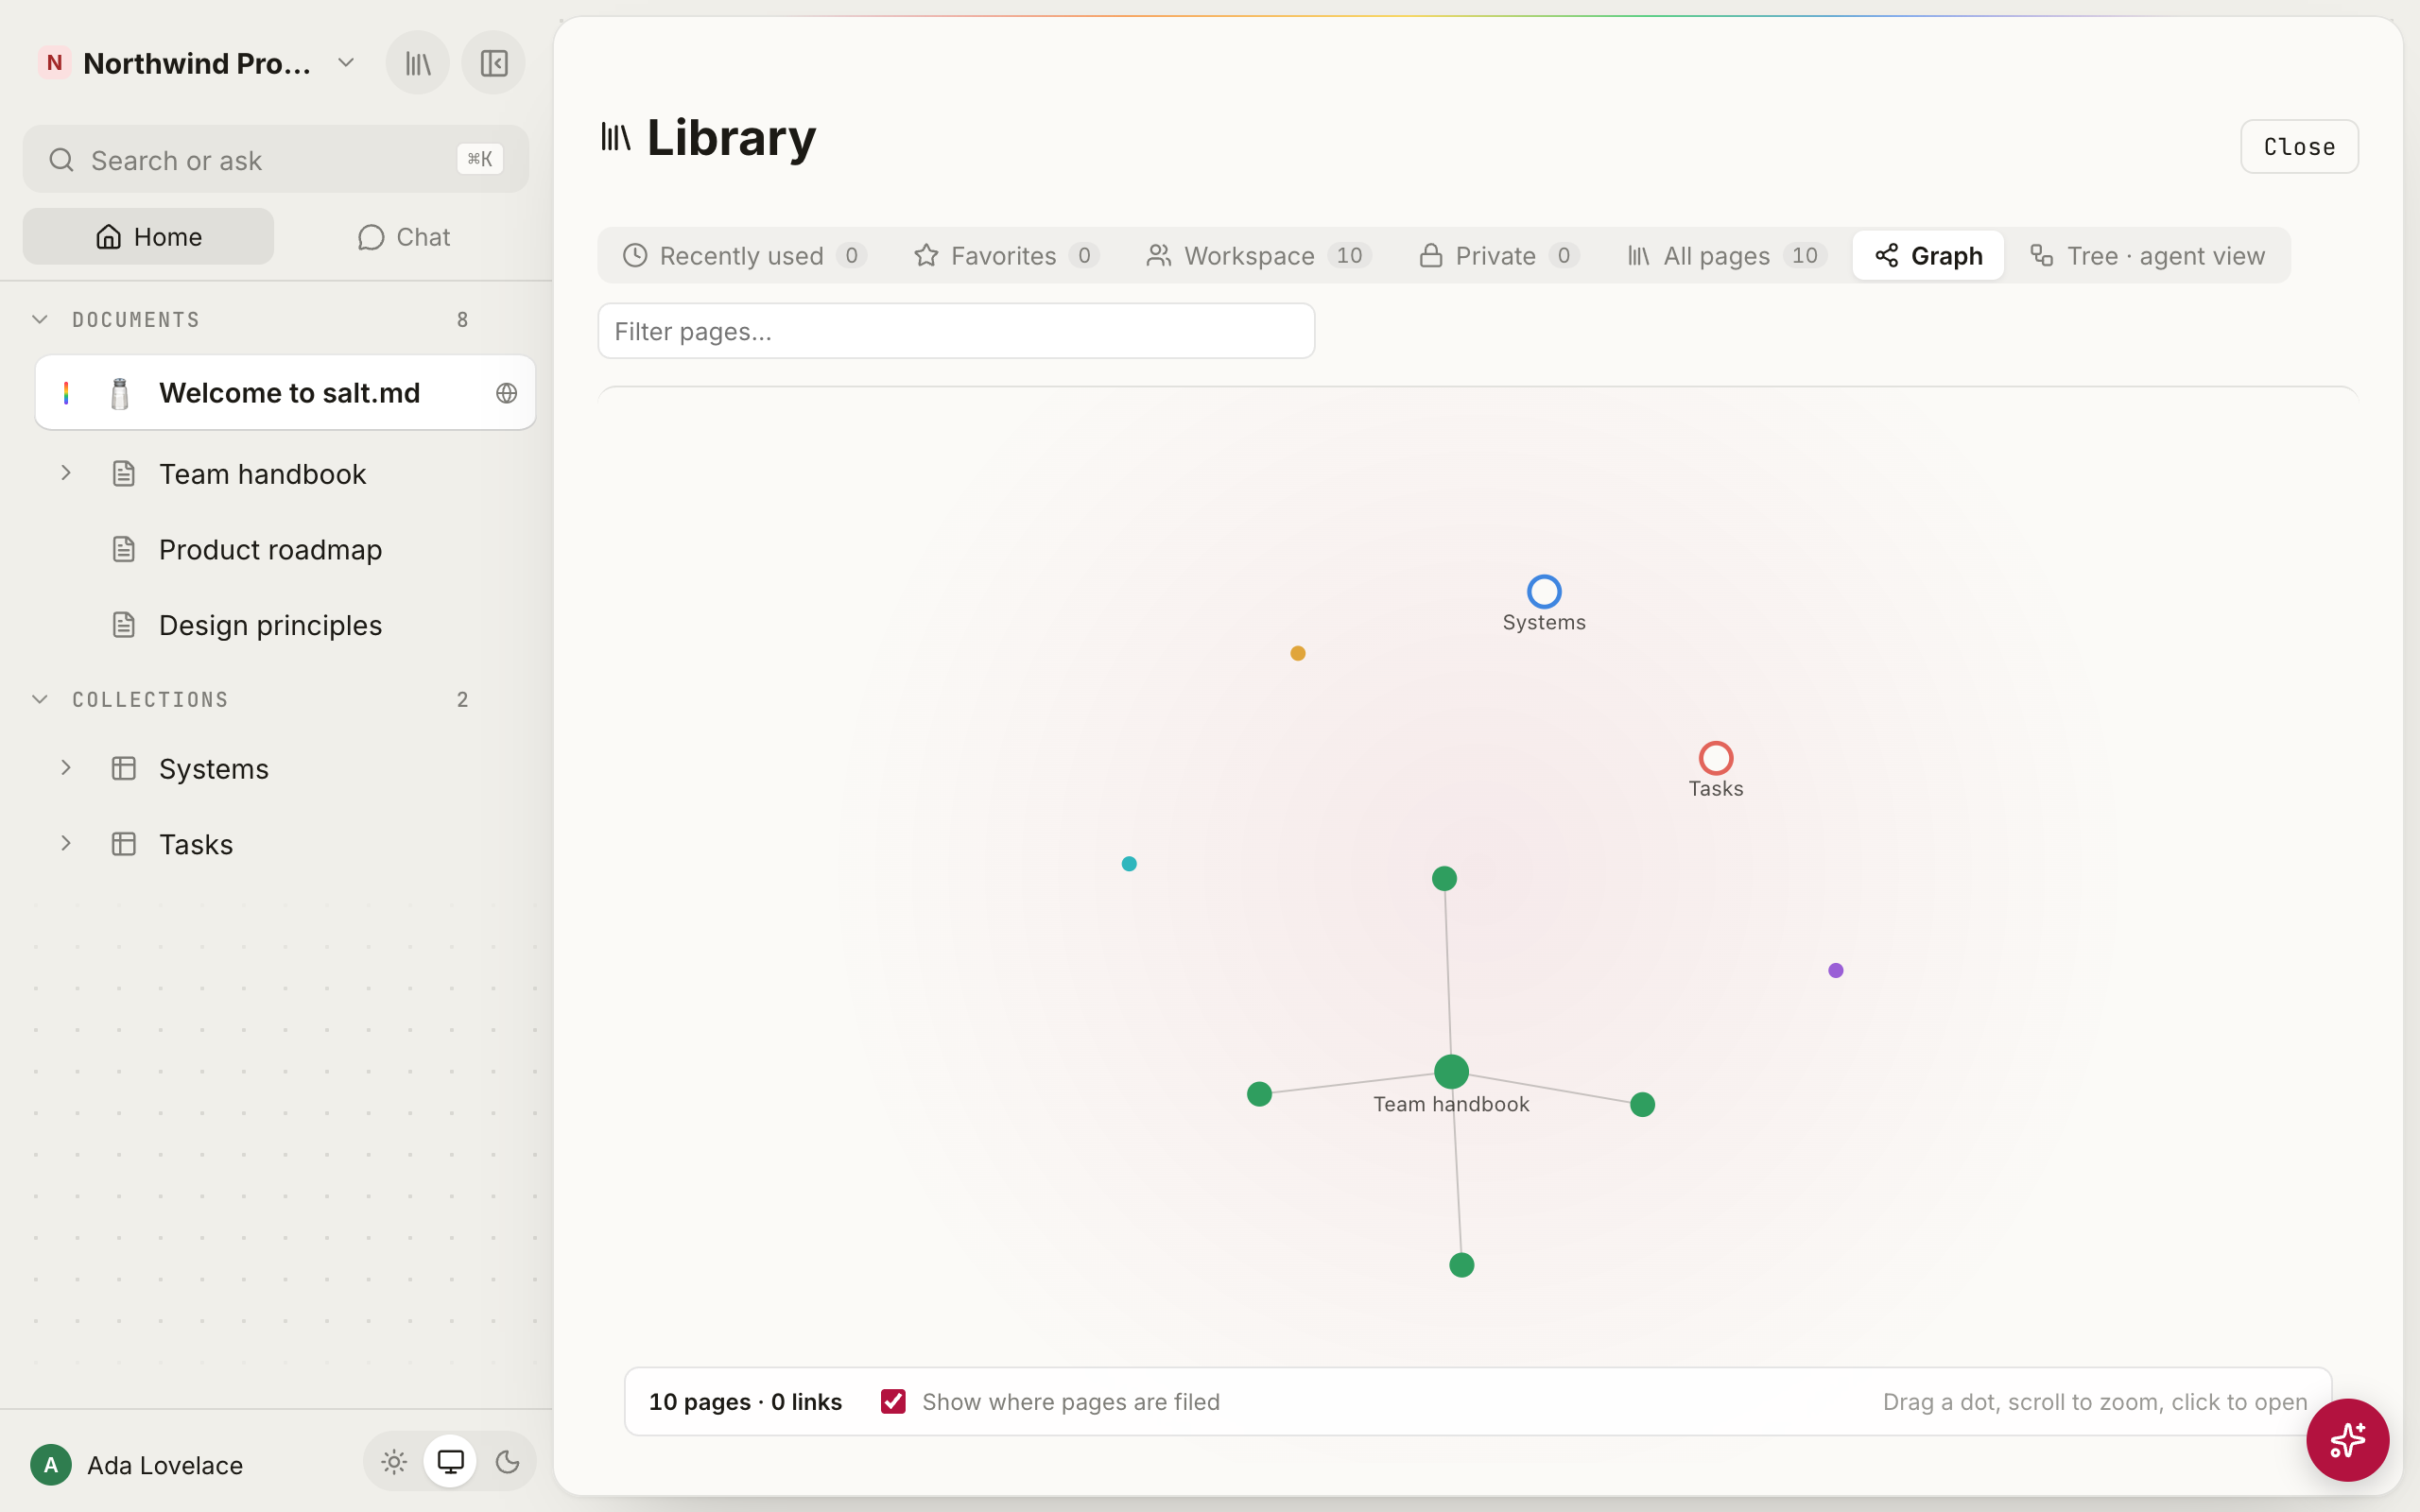 N Northwind Pro...
Search or ask ⌘K
Home Chat
DOCUMENTS 8
Welcome to salt.md
Team handbook
Product roadmap
Design principles
COLLECTIONS 2
Systems
Tasks
A Ada Lovelace
Library
Close
Recently used 0 Favorites 0 Workspace 10 Private 0 All pages 10 Graph Tree · agent view
Filter pages...
Systems
Tasks
Team handbook
10 pages · 0 links Show where pages are filed Drag a dot, scroll to zoom, click to open